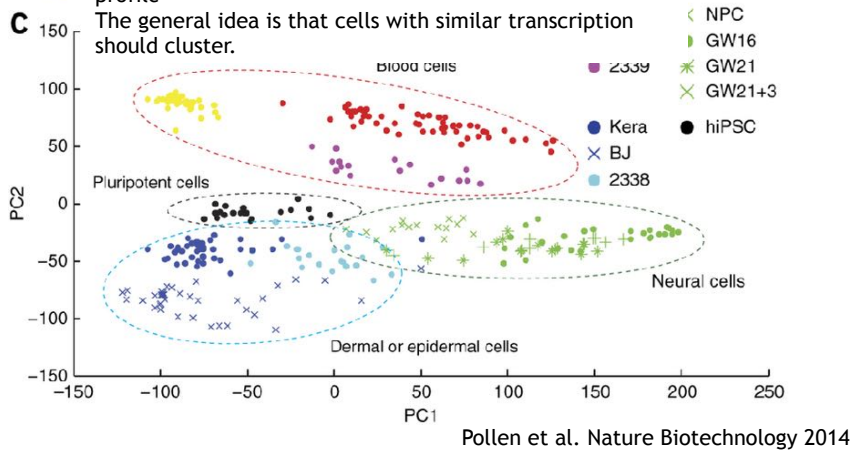 profile
The general idea is that cells with similar transcription
should cluster.
C
Blood cells
Pluripotent cells
Neural cells
Dermal or epidermal cells
NPC
GW16
GW21
GW21+3
2339
Kera
BJ
2338
hiPSC
PC2
150
100
50
0
−50
−100
−150
−150
−100
−50
0
50
100
150
200
250
PC1
Pollen et al. Nature Biotechnology 2014